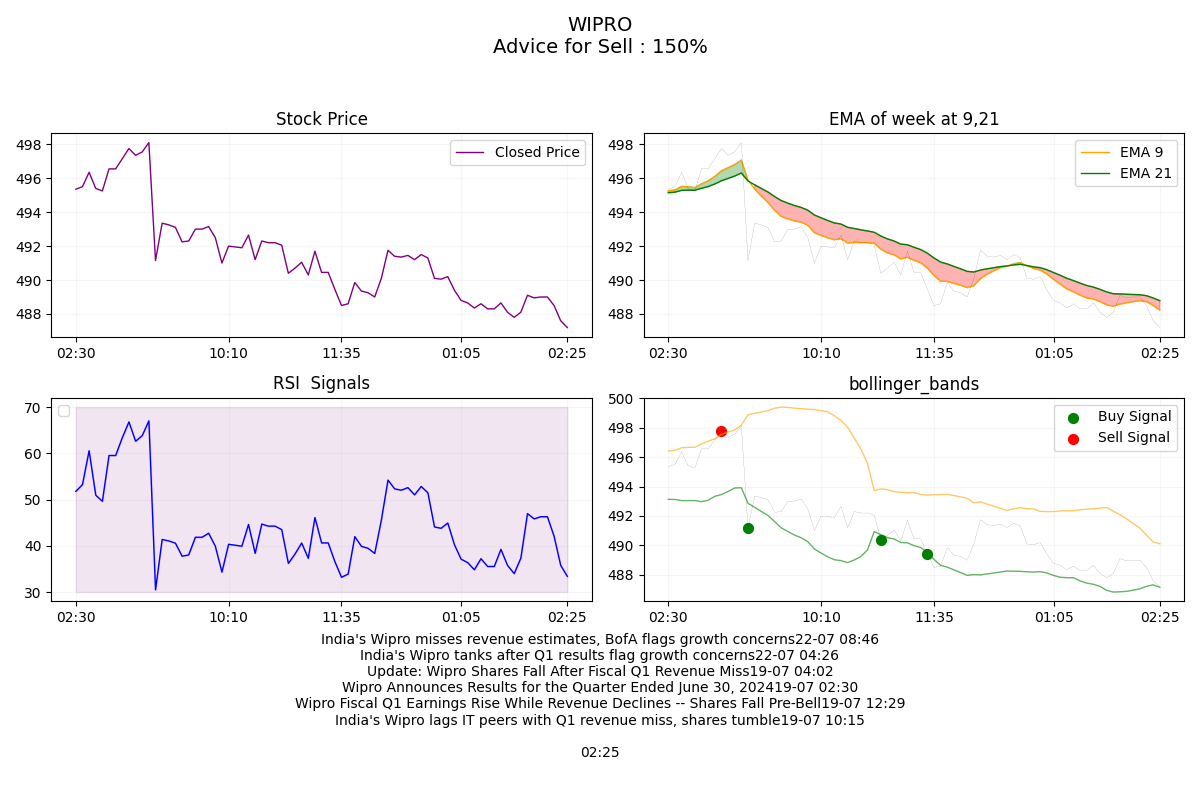 WIPRO
Advice for Sell : 150%
Stock Price
498
496
494
492
490
488
Closed Price
02:30
10:10
11:35
01:05
02:25
EMA of week at 9,21
498
496
494
492
490
488
EMA 9
EMA 21
02:30
10:10
11:35
01:05
02:25
RSI  Signals
70
60
50
40
30
02:30
10:10
11:35
01:05
02:25
bollinger_bands
500
498
496
494
492
490
488
Buy Signal
Sell Signal
02:30
10:10
11:35
01:05
02:25
India's Wipro misses revenue estimates, BofA flags growth concerns22-07 08:46
India's Wipro tanks after Q1 results flag growth concerns22-07 04:26
Update: Wipro Shares Fall After Fiscal Q1 Revenue Miss19-07 04:02
Wipro Announces Results for the Quarter Ended June 30, 202419-07 02:30
Wipro Fiscal Q1 Earnings Rise While Revenue Declines -- Shares Fall Pre-Bell19-07 12:29
India's Wipro lags IT peers with Q1 revenue miss, shares tumble19-07 10:15
02:25